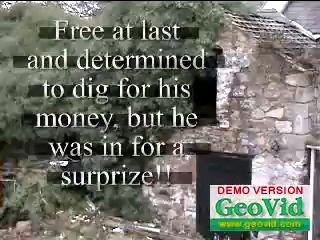 Free at last
and determined
to dig for his
money, but he
was in for a
surprize!!
DEMO VERSION
GeoVid
www.geovid.com